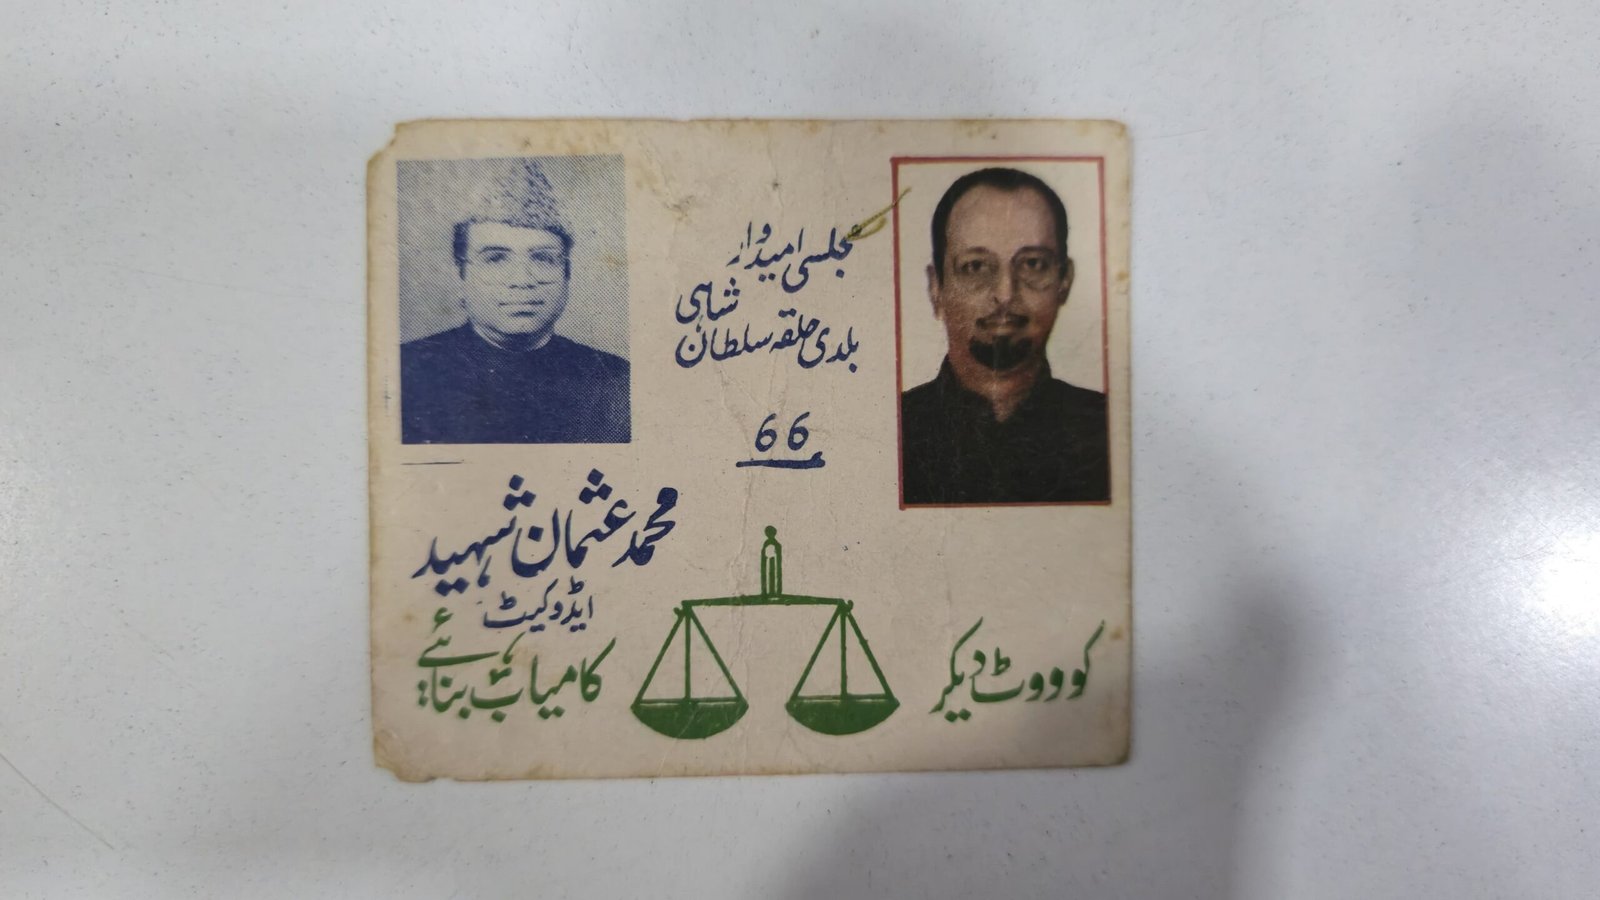 مجلسی امیدوار
بلدی حلقہ سلطان شاہی
66
محمد عثمان شہید
ایڈوکیٹ
کو ووٹ دیکر
کامیاب بنائیے